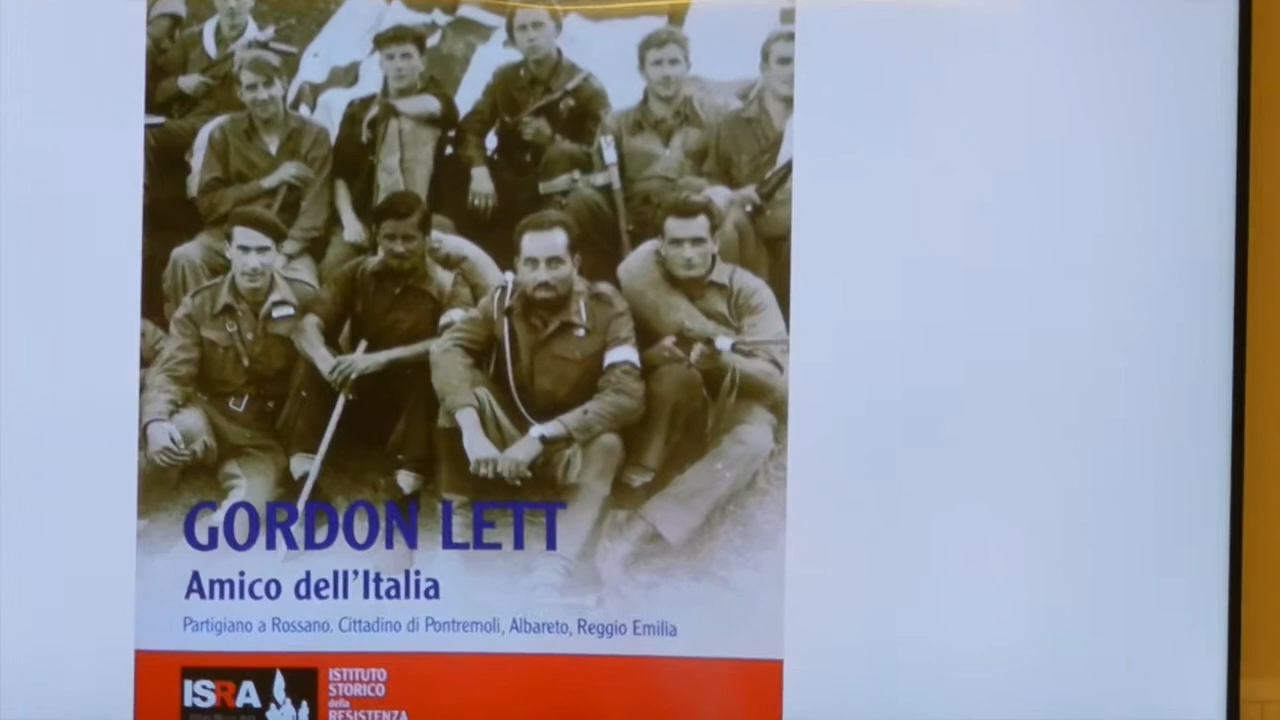 GORDON LETT
Amico dell'Italia
Partigiano a Rossano. Cittadino di Pontremoli, Albareto, Reggio Emilia
ISRA
ISTITUTO
STORICO
della
RESISTENZA